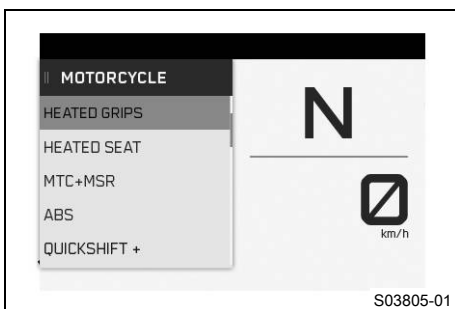 MOTORCYCLE
HEATED GRIPS
HEATED SEAT
MTC+MSR
ABS
QUICKSHIFT +
N
0
km/h
S03805-01